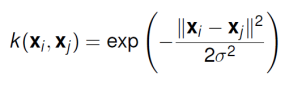 k(𝐱ᵢ, 𝐱ⱼ) = exp ( − ‖𝐱ᵢ − 𝐱ⱼ‖² / 2σ² )